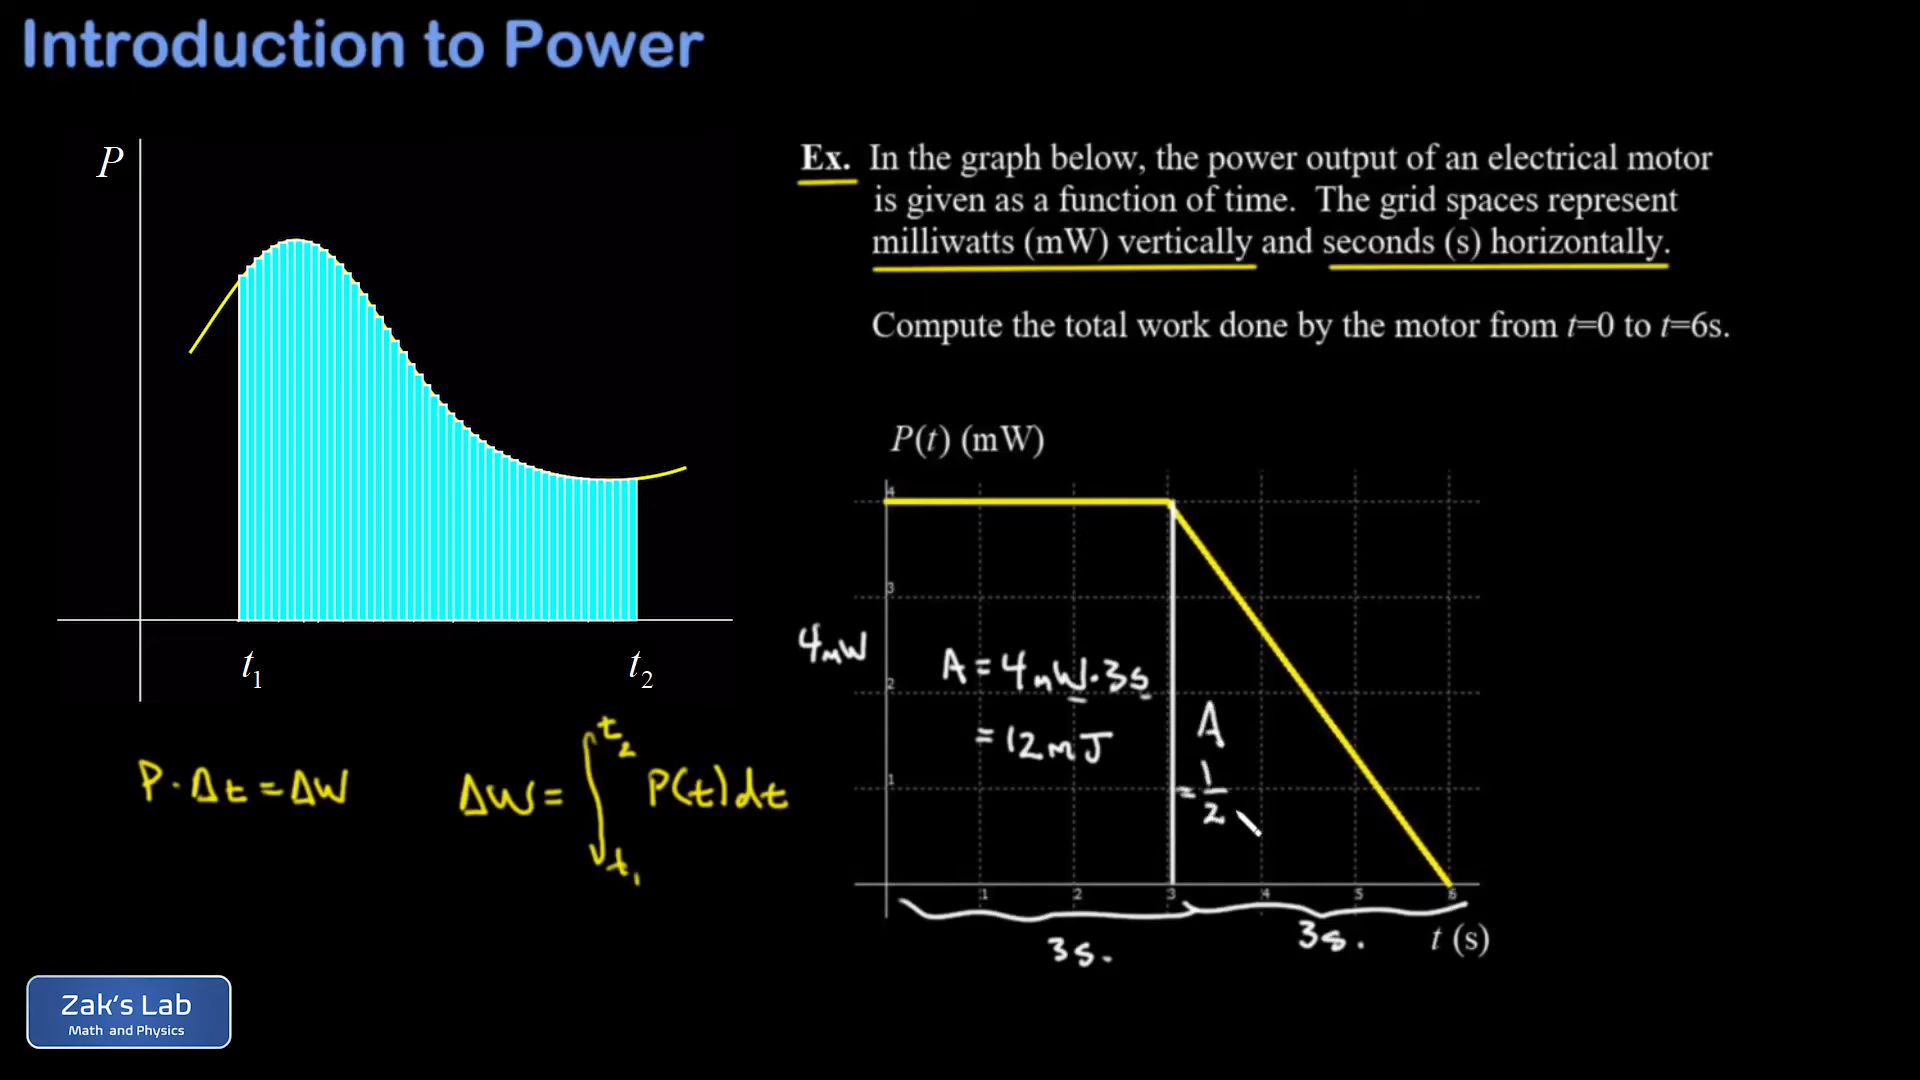 Introduction to Power
P
t1
t2
P · Δt = ΔW
ΔW = ∫ t2 t1 P(t)dt
Ex. In the graph below, the power output of an electrical motor
is given as a function of time. The grid spaces represent
milliwatts (mW) vertically and seconds (s) horizontally.
Compute the total work done by the motor from t=0 to t=6s.
P(t) (mW)
4
3
2
1
4mW
A = 4mW · 3s
= 12mJ
A
= 1/2
1 2 3 4 5 6
3s.
3s.
t (s)
Zak's Lab
Math and Physics